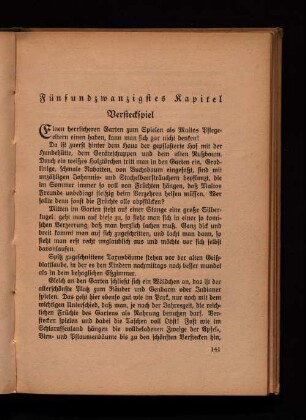 Fünfundzwanzigstes Kapitel
Versteckspiel
Einen herrlicheren Garten zum Spielen als Maites Pflege-
eltern einen haben, kann man sich gar nicht denken!
Da ist zuerst hinter dem Haus der gepflasterte Hof mit der
Hundehütte, dem Geräteschuppen und dem alten Nußbaum.
Durch ein weißes Holztürchen tritt man in den Garten ein. Grad-
linige, schmale Rabatten, von Buchsbaum eingefaßt, sind mit
unzähligen Johannis- und Stachelbeerbüschen bepflanzt, die
im Sommer immer so voll von Früchten hängen, daß Maites
Freunden unbedingt fleißig beim Verzehren helfen müssen. Wer
sollte denn sonst die Früchte alle abpflücken?
Mitten im Garten steht auf einer Stange eine große Silber-
kugel. Geht man auf diese zu, so sieht man sich in einer so komi-
schen Verzerrung, daß man hell lachen muß. Ganz dick und
breit kommt man auf sich zugeschritten, und lacht man dann, so
sieht man erst recht unglaublich aus und möchte vor sich selbst
davonlaufen.
Spitz zugeschnittene Taxusbäume stehen vor der alten Geiß-
blattlaube, in der es den Kindern nachmittags noch besser mundet
als in dem behaglichen Eßzimmer.
Gleich an den Garten schließt sich ein Wäldchen an, das ist der
allerschönste Platz zum Räuber und Gendarm oder Indianer
spielen. Das geht hier ebenso gut wie im Park, nur noch mit dem
wichtigen Unterschied, daß man hier, je nach der Jahreszeit, die reich-
lichen Früchte des Gartens als Nahrung benutzen darf. Ver-
stecken spielen und dabei die Taschen voll Obst! Fast wie im
Schlaraffenland hängen die vollbeladenen Zweige der Apfel-,
Birn- und Pflaumenbäume bis zu den schönsten Verstecken hin,
161